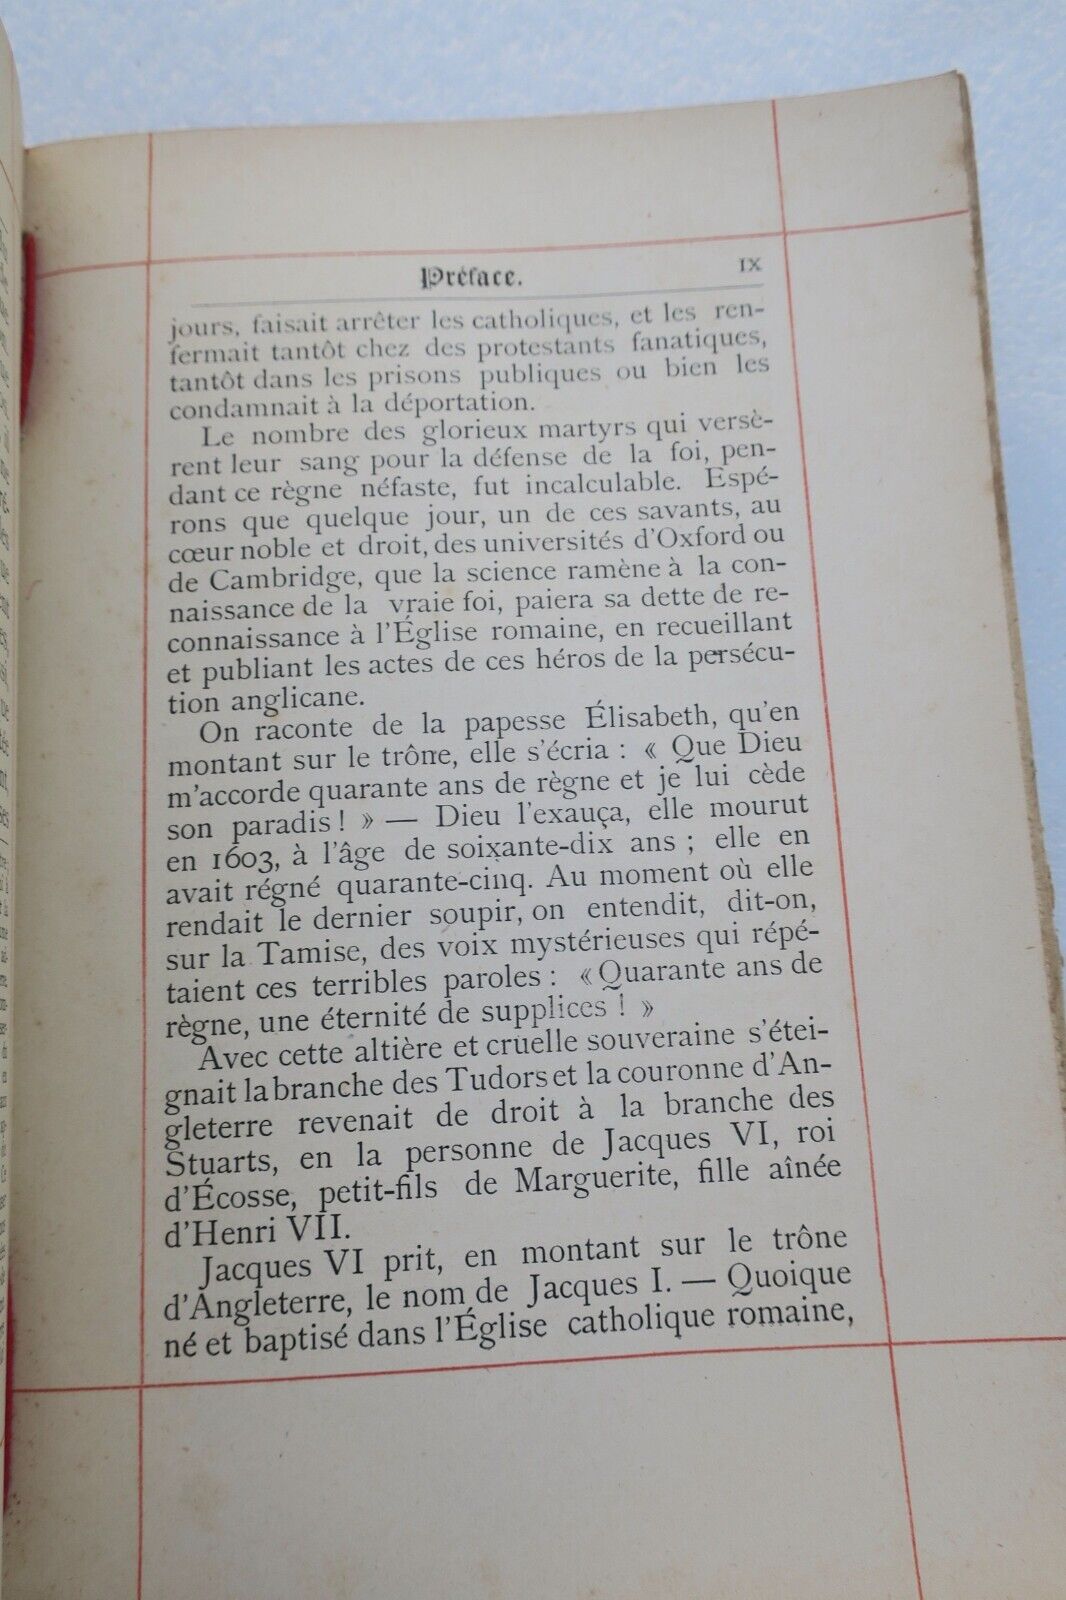 Préface. IX
jours, faisait arrêter les catholiques, et les ren-
fermait tantôt chez des protestants fanatiques,
tantôt dans les prisons publiques ou bien les
condamnait à la déportation.
Le nombre des glorieux martyrs qui versè-
rent leur sang pour la défense de la foi, pen-
dant ce règne néfaste, fut incalculable. Espé-
rons que quelque jour, un de ces savants, au
cœur noble et droit, des universités d'Oxford ou
de Cambridge, que la science ramène à la con-
naissance de la vraie foi, paiera sa dette de re-
connaissance à l'Église romaine, en recueillant
et publiant les actes de ces héros de la persécu-
tion anglicane.
On raconte de la papesse Élisabeth, qu'en
montant sur le trône, elle s'écria : « Que Dieu
m'accorde quarante ans de règne et je lui cède
son paradis ! » — Dieu l'exauça, elle mourut
en 1603, à l'âge de soixante-dix ans ; elle en
avait régné quarante-cinq. Au moment où elle
rendait le dernier soupir, on entendit, dit-on,
sur la Tamise, des voix mystérieuses qui répé-
taient ces terribles paroles : « Quarante ans de
règne, une éternité de supplices ! »
Avec cette altière et cruelle souveraine s'étei-
gnait la branche des Tudors et la couronne d'An-
gleterre revenait de droit à la branche des
Stuarts, en la personne de Jacques VI, roi
d'Écosse, petit-fils de Marguerite, fille aînée
d'Henri VII.
Jacques VI prit, en montant sur le trône
d'Angleterre, le nom de Jacques I. — Quoique
né et baptisé dans l'Église catholique romaine,